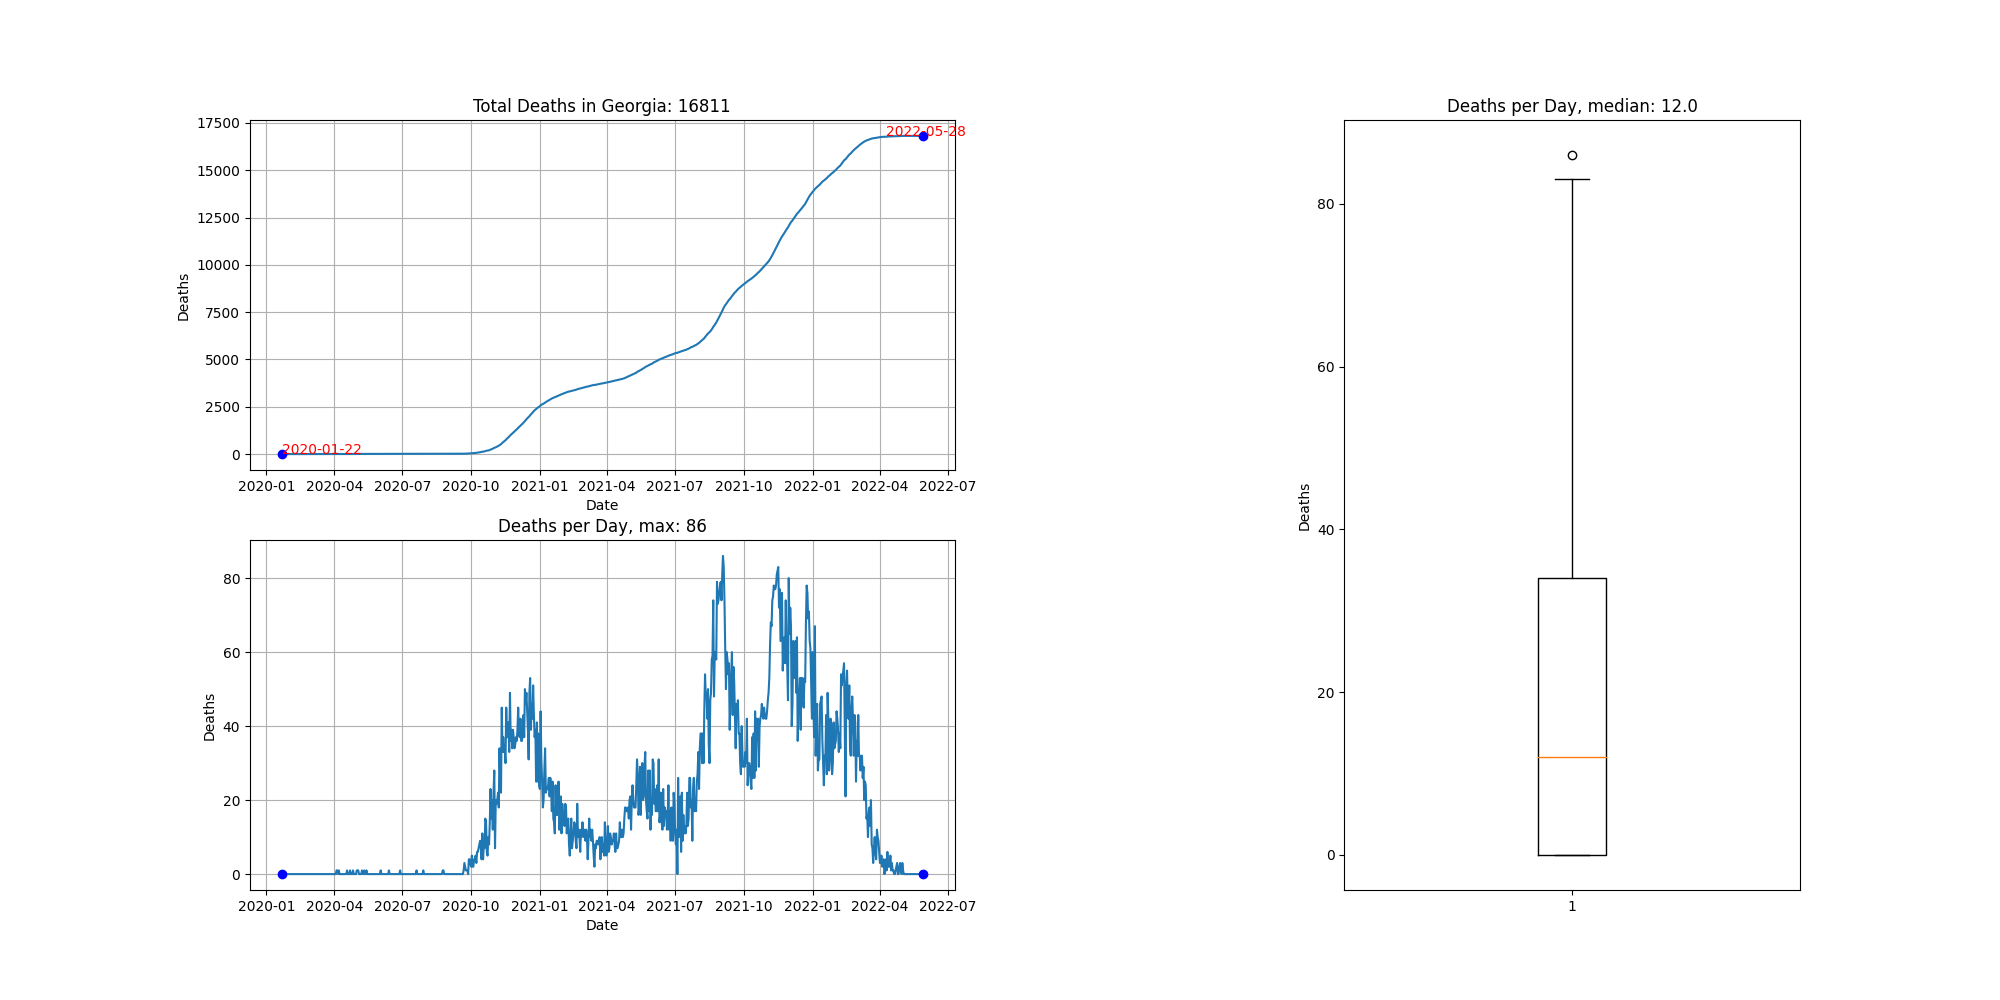 Total Deaths in Georgia: 16811
17500
15000
12500
10000
7500
5000
2500
0
Deaths
2020-01-22
2022-05-28
2020-01 2020-04 2020-07 2020-10 2021-01 2021-04 2021-07 2021-10 2022-01 2022-04 2022-07
Date
Deaths per Day, max: 86
80
60
40
20
0
Deaths
2020-01 2020-04 2020-07 2020-10 2021-01 2021-04 2021-07 2021-10 2022-01 2022-04 2022-07
Date
Deaths per Day, median: 12.0
80
60
40
20
0
Deaths
1